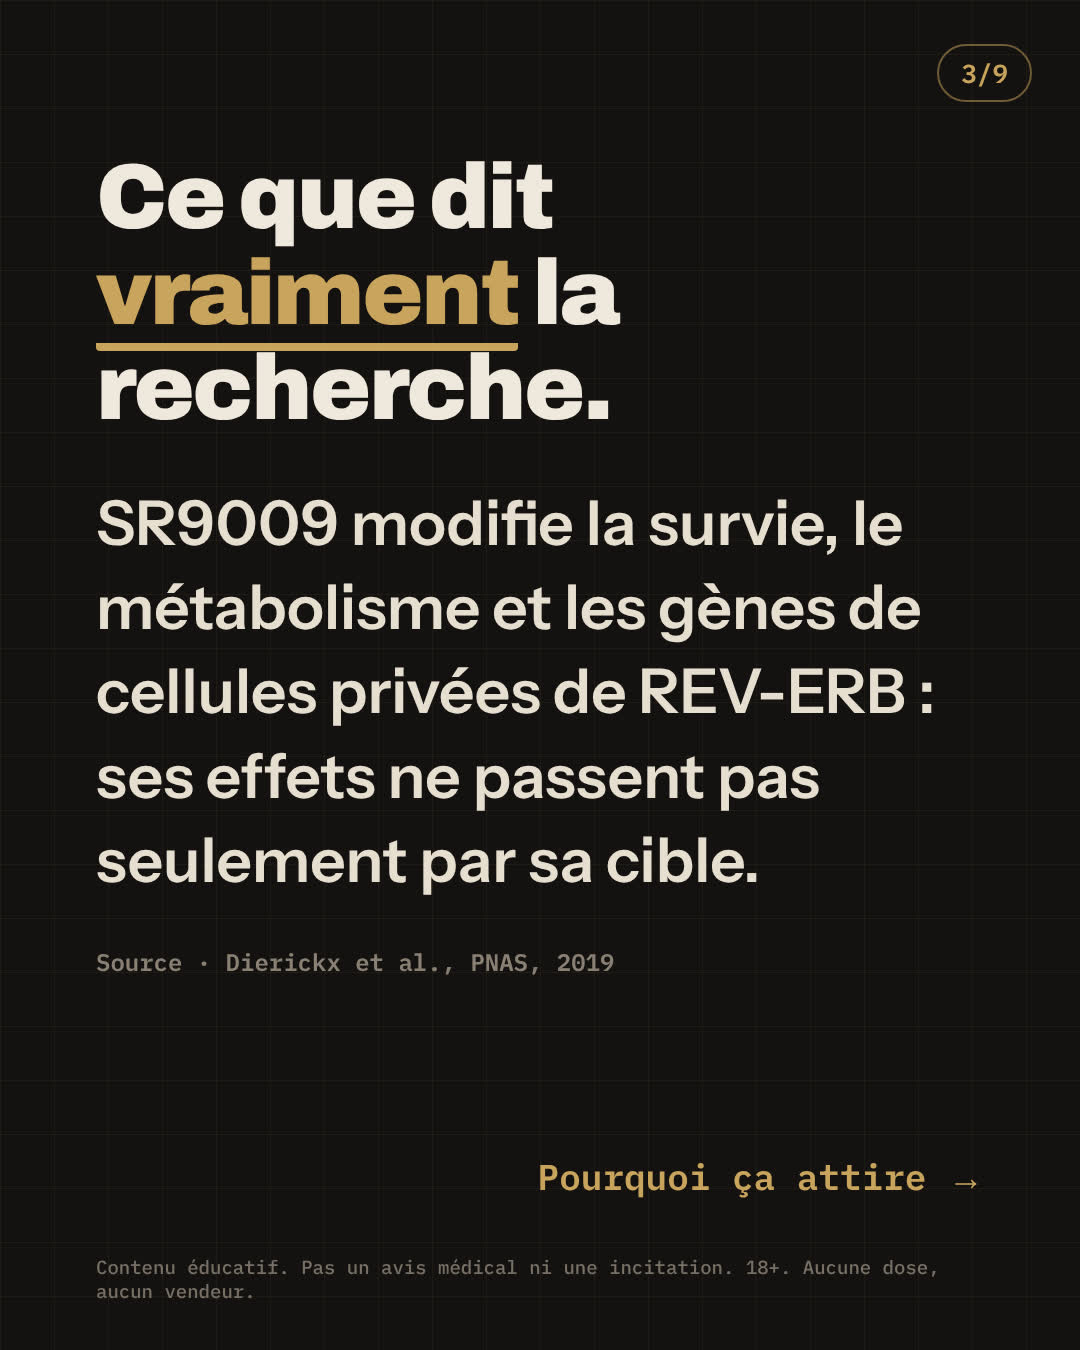 3/9
Ce que dit
vraiment la
recherche.
SR9009 modifie la survie, le
métabolisme et les gènes de
cellules privées de REV-ERB :
ses effets ne passent pas
seulement par sa cible.
Source · Dierickx et al., PNAS, 2019
Pourquoi ça attire →
Contenu éducatif. Pas un avis médical ni une incitation. 18+. Aucune dose,
aucun vendeur.